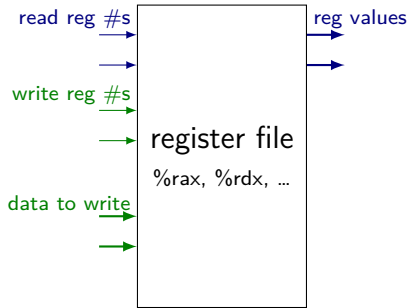 read reg #s
reg values
write reg #s
register file
%rax, %rdx, …
data to write